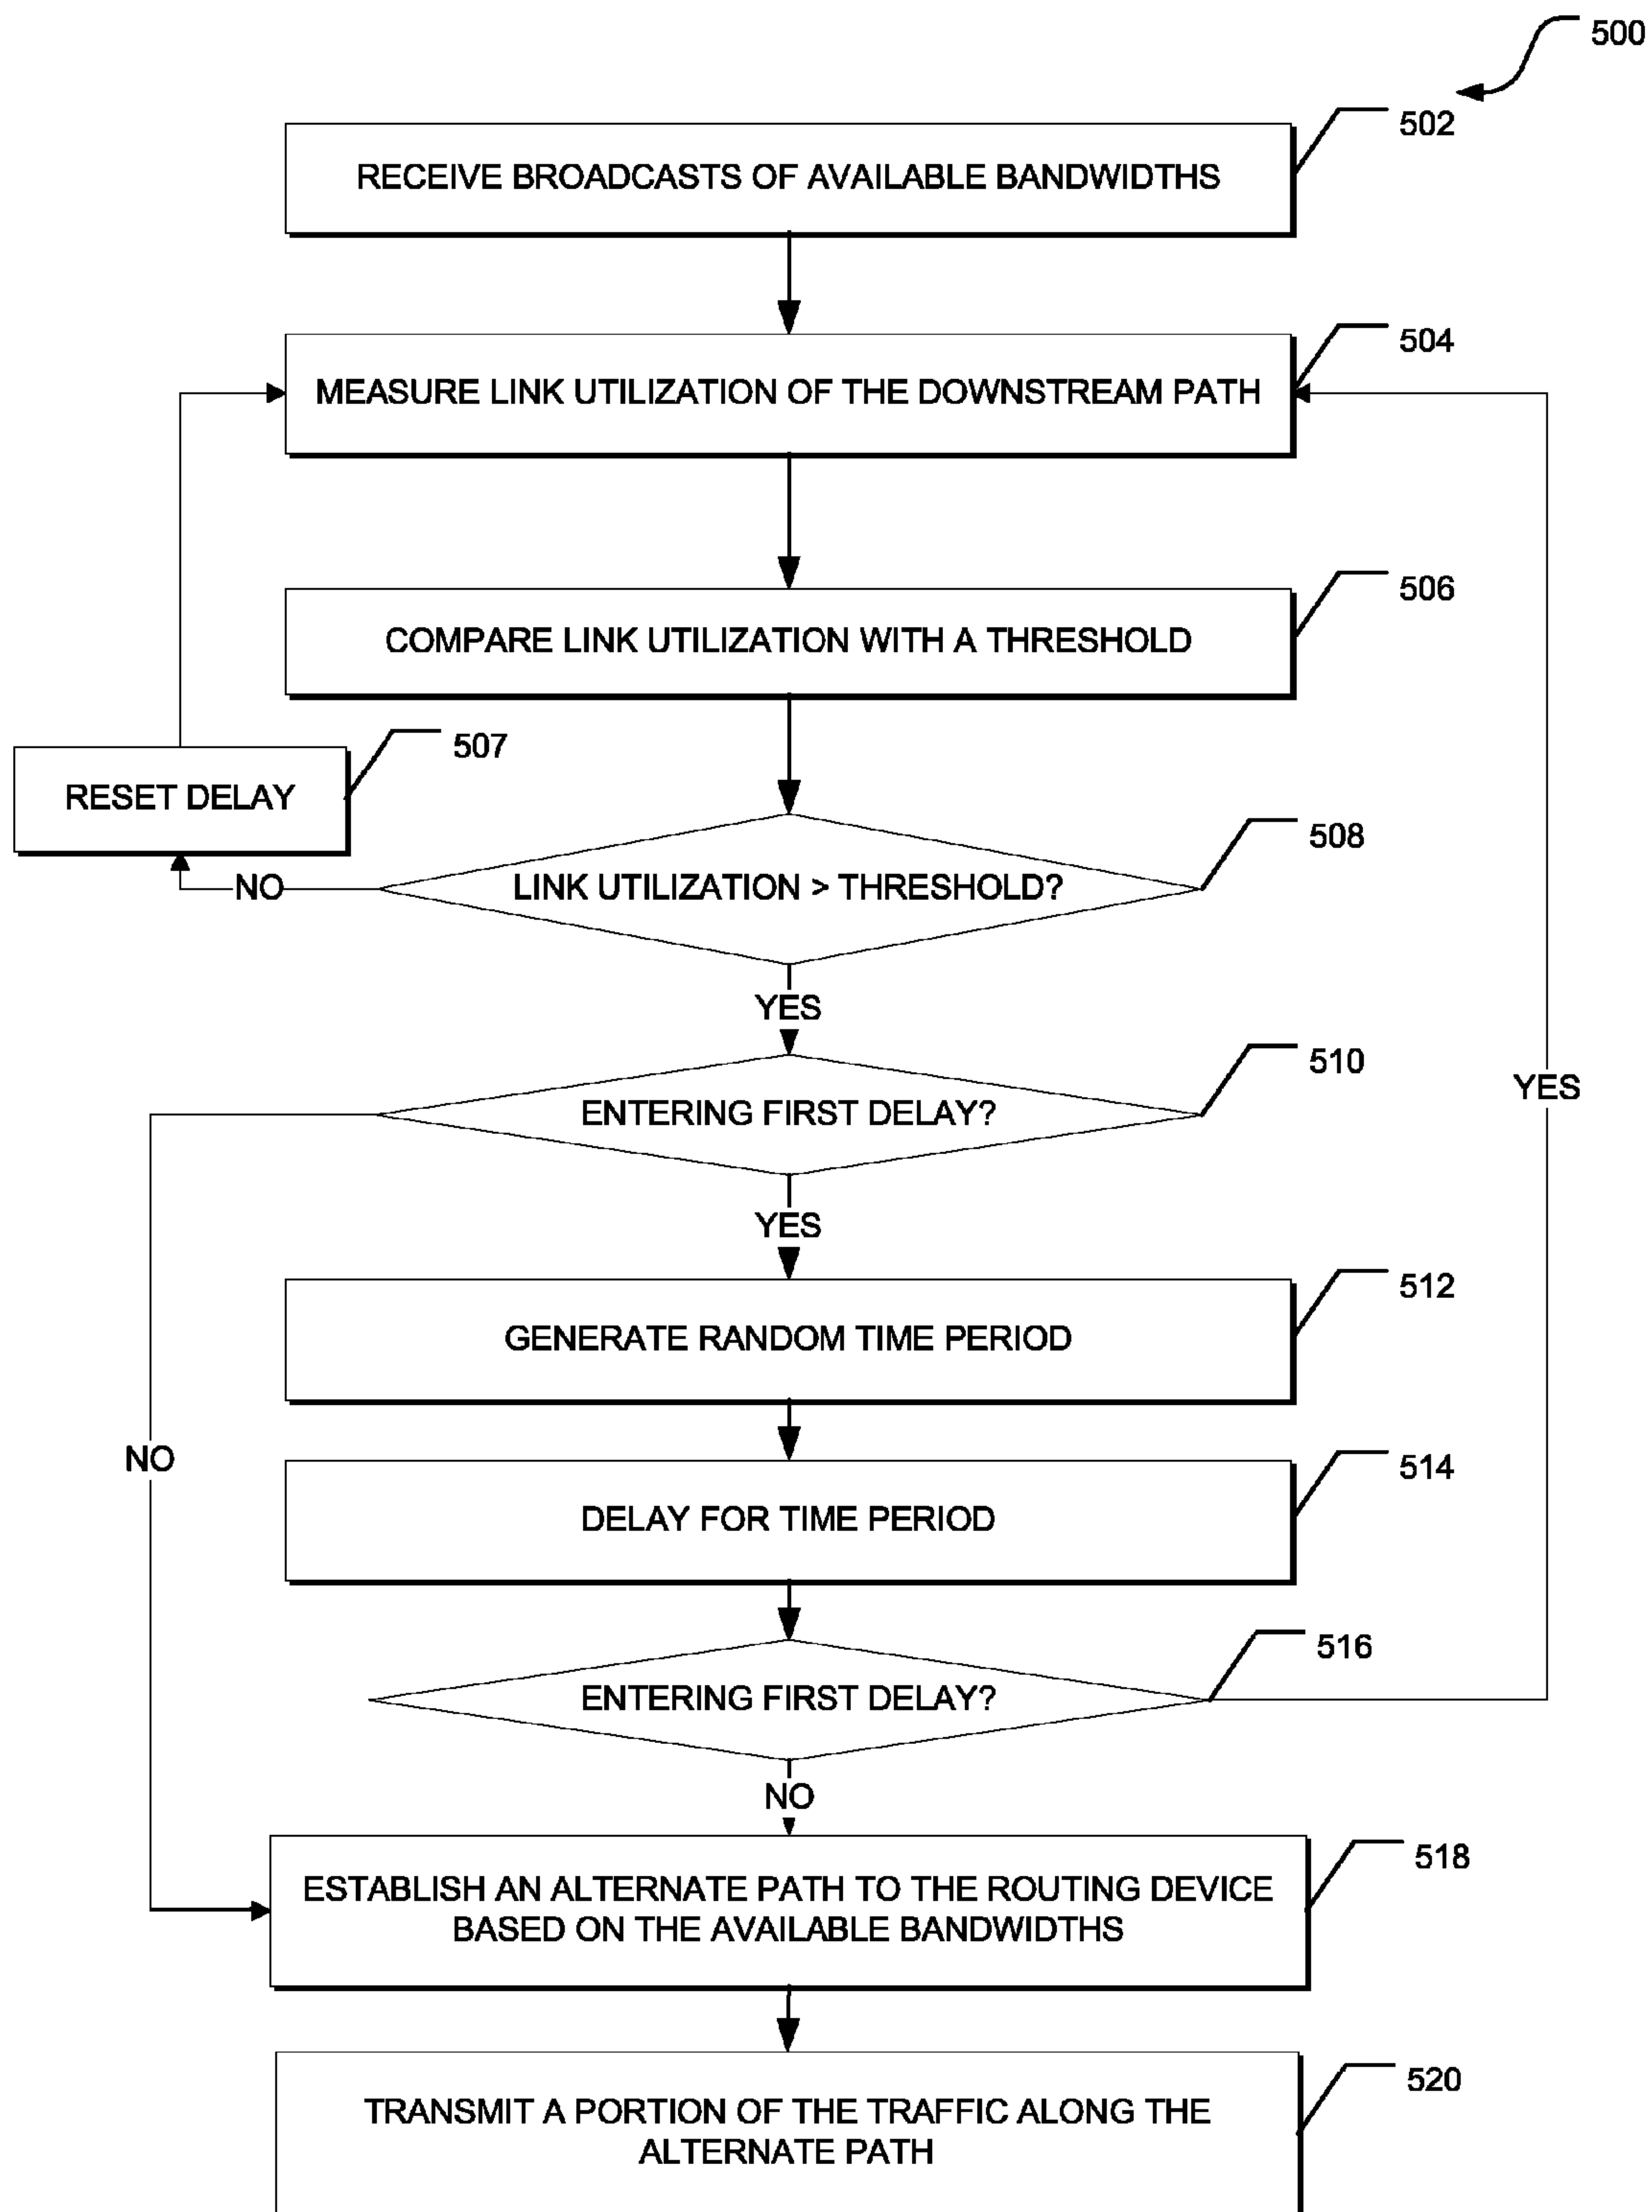 500
502
RECEIVE BROADCASTS OF AVAILABLE BANDWIDTHS
504
MEASURE LINK UTILIZATION OF THE DOWNSTREAM PATH
506
COMPARE LINK UTILIZATION WITH A THRESHOLD
507
RESET DELAY
508
LINK UTILIZATION > THRESHOLD?
NO
YES
510
ENTERING FIRST DELAY?
YES
YES
512
GENERATE RANDOM TIME PERIOD
NO
514
DELAY FOR TIME PERIOD
516
ENTERING FIRST DELAY?
NO
518
ESTABLISH AN ALTERNATE PATH TO THE ROUTING DEVICE
BASED ON THE AVAILABLE BANDWIDTHS
520
TRANSMIT A PORTION OF THE TRAFFIC ALONG THE
ALTERNATE PATH